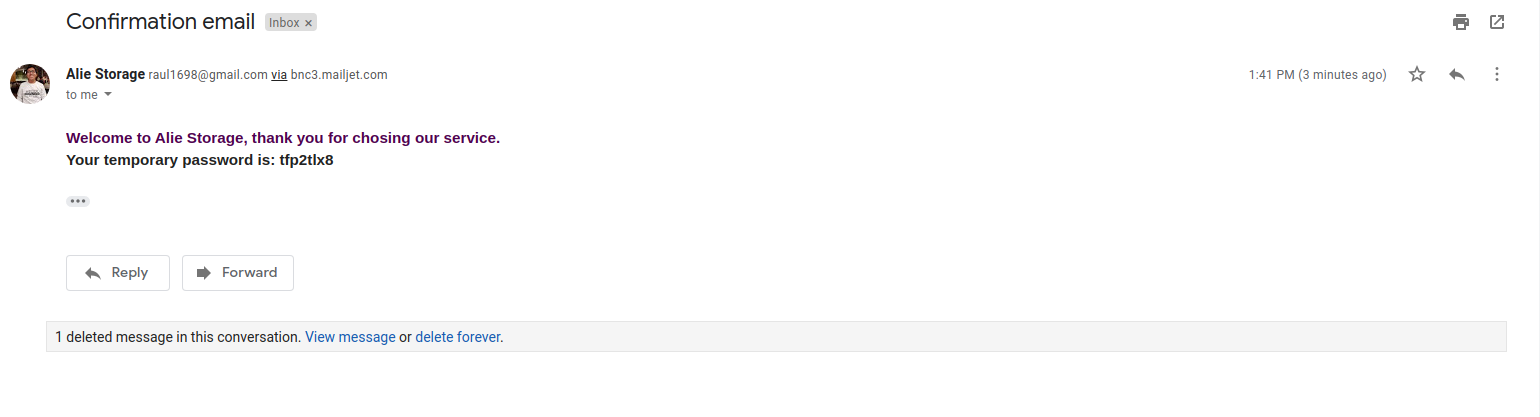 Confirmation email Inbox ×
Alie Storage raul1698@gmail.com via bnc3.mailjet.com 1:41 PM (3 minutes ago)
to me
Welcome to Alie Storage, thank you for chosing our service.
Your temporary password is: tfp2tlx8
Reply Forward
1 deleted message in this conversation. View message or delete forever.